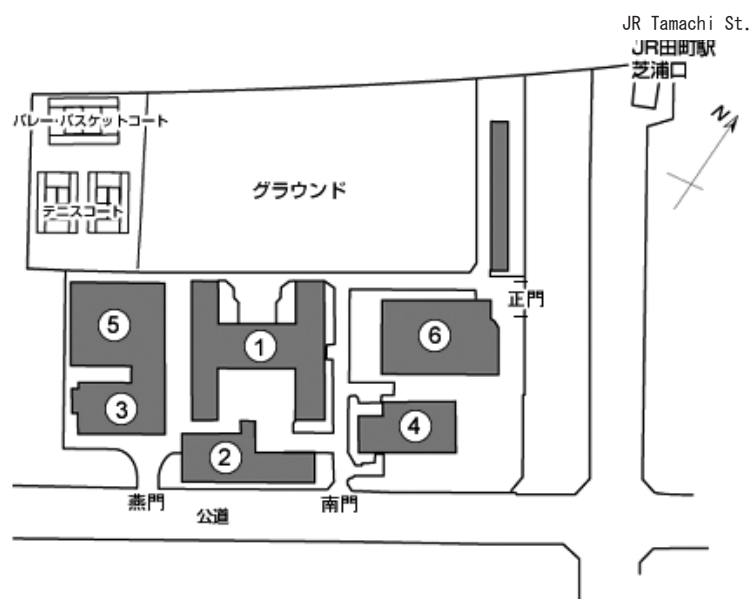 JR Tamachi St.
JR田町駅
芝浦口
N
バレー・バスケットコート
テニスコート
グラウンド
正門
⑤
①
⑥
③
②
④
燕門
公道
南門